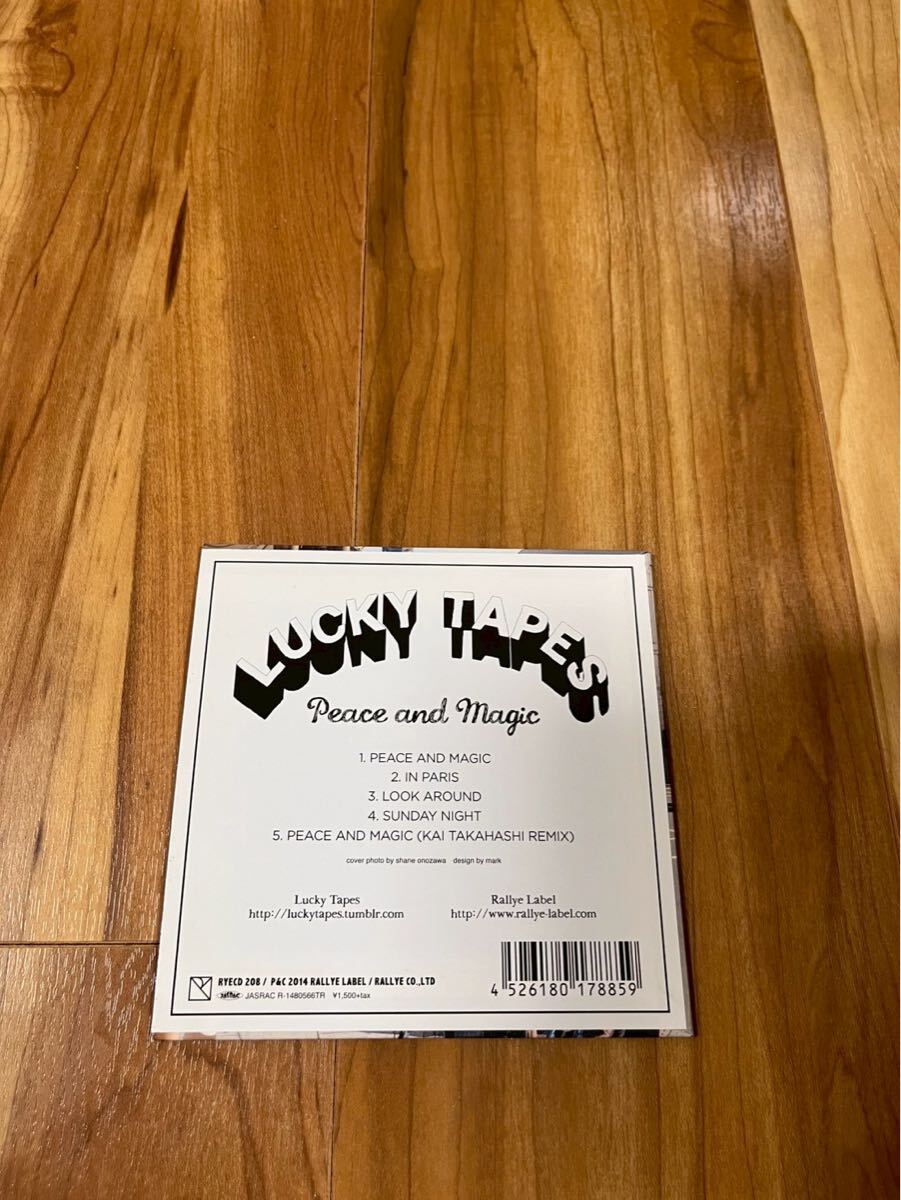 LUCKY TAPES
Peace and Magic
1. PEACE AND MAGIC
2. IN PARIS
3. LOOK AROUND
4. SUNDAY NIGHT
5. PEACE AND MAGIC (KAI TAKAHASHI REMIX)
cover photo by shane onozawa design by mark
Lucky Tapes
http://luckytapes.tumblr.com
Rallye Label
http://www.rallye-label.com
RYECD 208 / P&C 2014 RALLYE LABEL / RALLYE CO.,LTD
JASRAC JASRAC R-1480566TR ¥1,500+tax
4 526180 178859